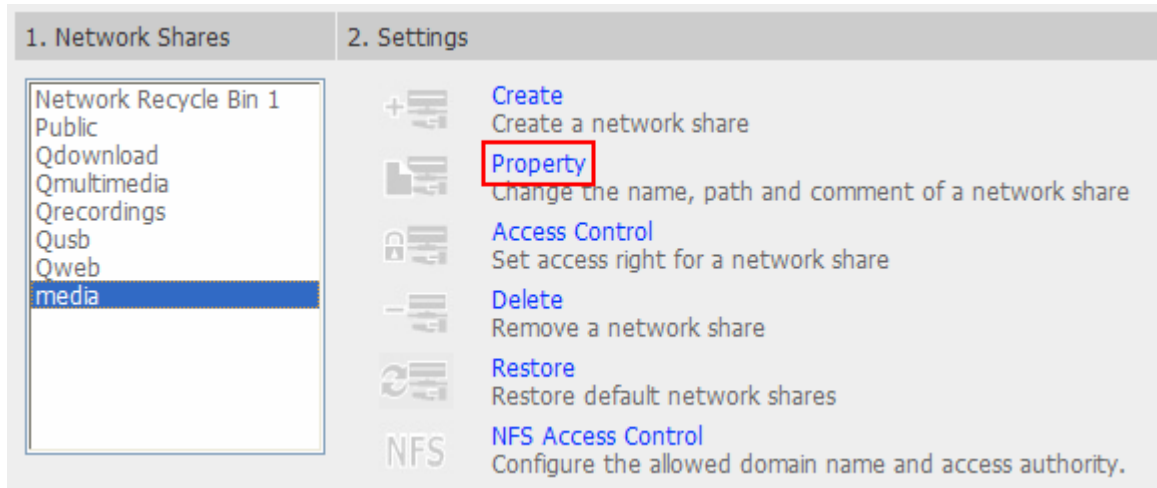 1. Network Shares
2. Settings
Network Recycle Bin 1
Public
Qdownload
Qmultimedia
Qrecordings
Qusb
Qweb
media
Create
Create a network share
Property
Change the name, path and comment of a network share
Access Control
Set access right for a network share
Delete
Remove a network share
Restore
Restore default network shares
NFS
NFS Access Control
Configure the allowed domain name and access authority.